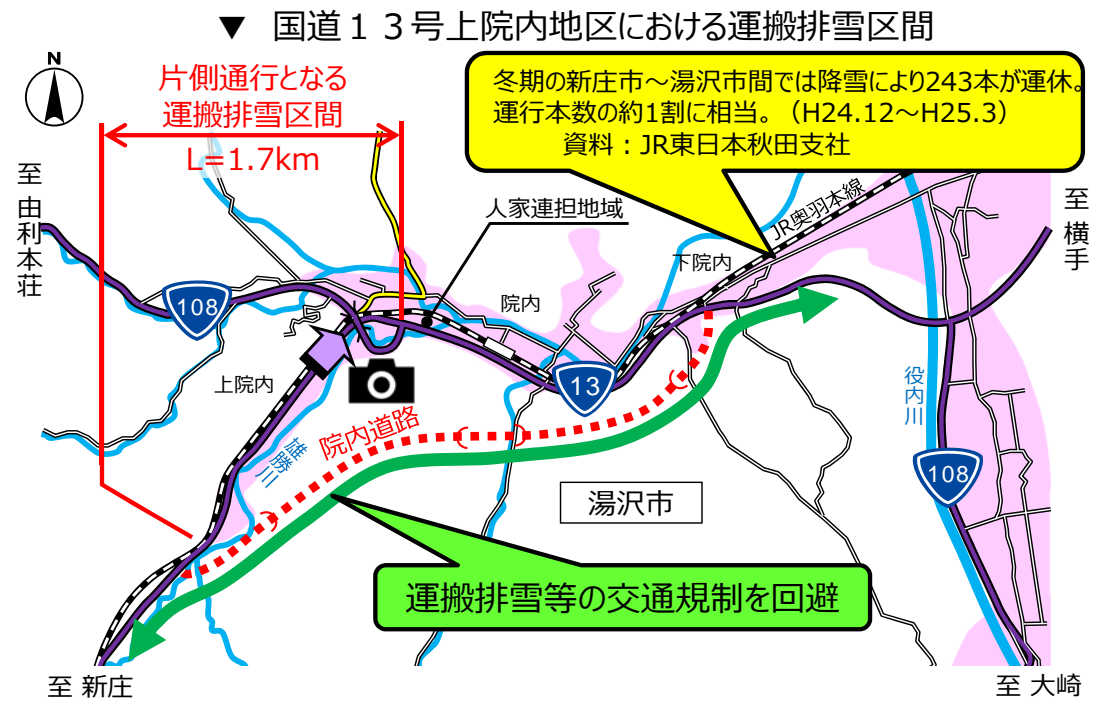 ▼ 国道１３号上院内地区における運搬排雪区間
N
片側通行となる
運搬排雪区間
L=1.7km
冬期の新庄市～湯沢市間では降雪により243本が運休。
運行本数の約1割に相当。（H24.12～H25.3）
資料：JR東日本秋田支社
至 由利本荘
人家連担地域
JR奥羽本線
至 横手
下院内
院内
108
上院内
13
役内川
院内道路
雄勝川
108
湯沢市
運搬排雪等の交通規制を回避
至 新庄
至 大崎